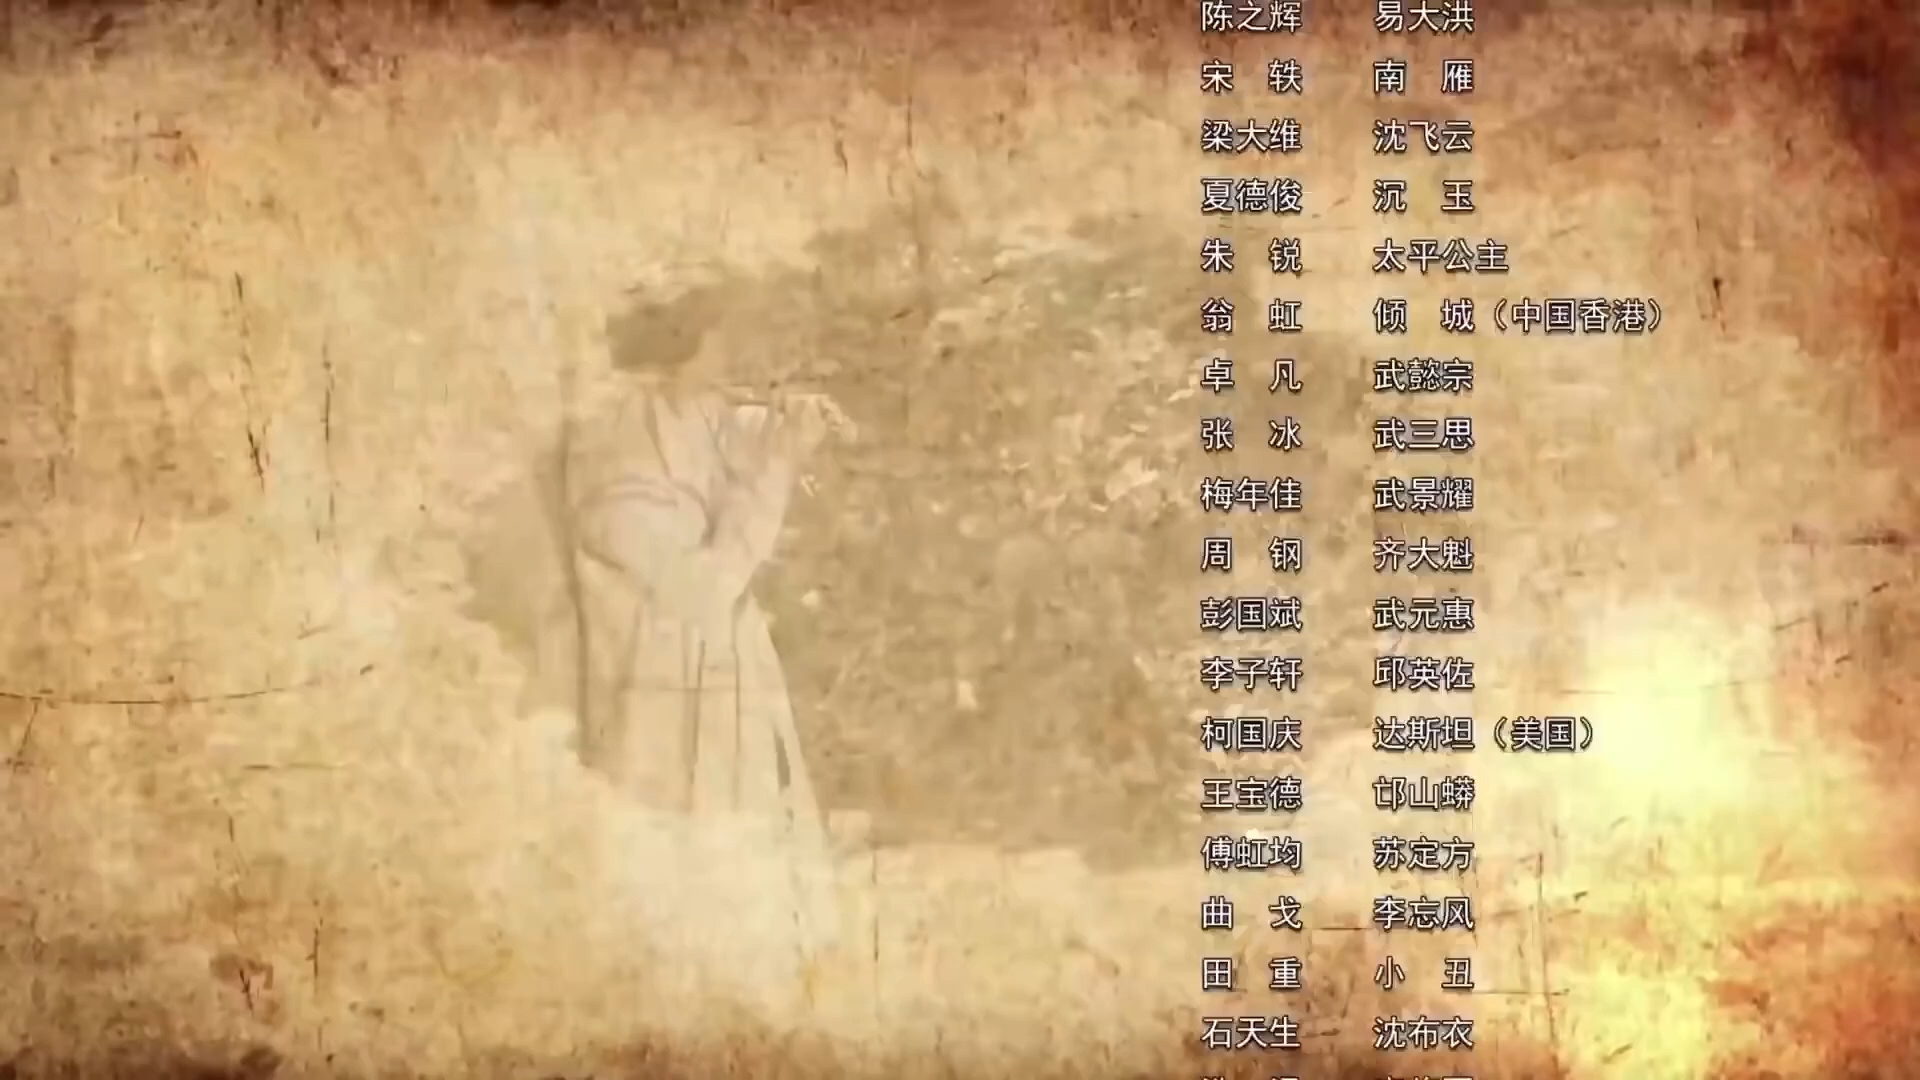 陈之辉 易大洪
宋 轶 南 雁
梁大维 沈飞云
夏德俊 沉 玉
朱 锐 太平公主
翁 虹 倾 城（中国香港）
卓 凡 武懿宗
张 冰 武三思
梅年佳 武景耀
周 钢 齐大魁
彭国斌 武元惠
李子轩 邱英佐
柯国庆 达斯坦（美国）
王宝德 邙山蟒
傅虹均 苏定方
曲 戈 李忘风
田 重 小 丑
石天生 沈布衣